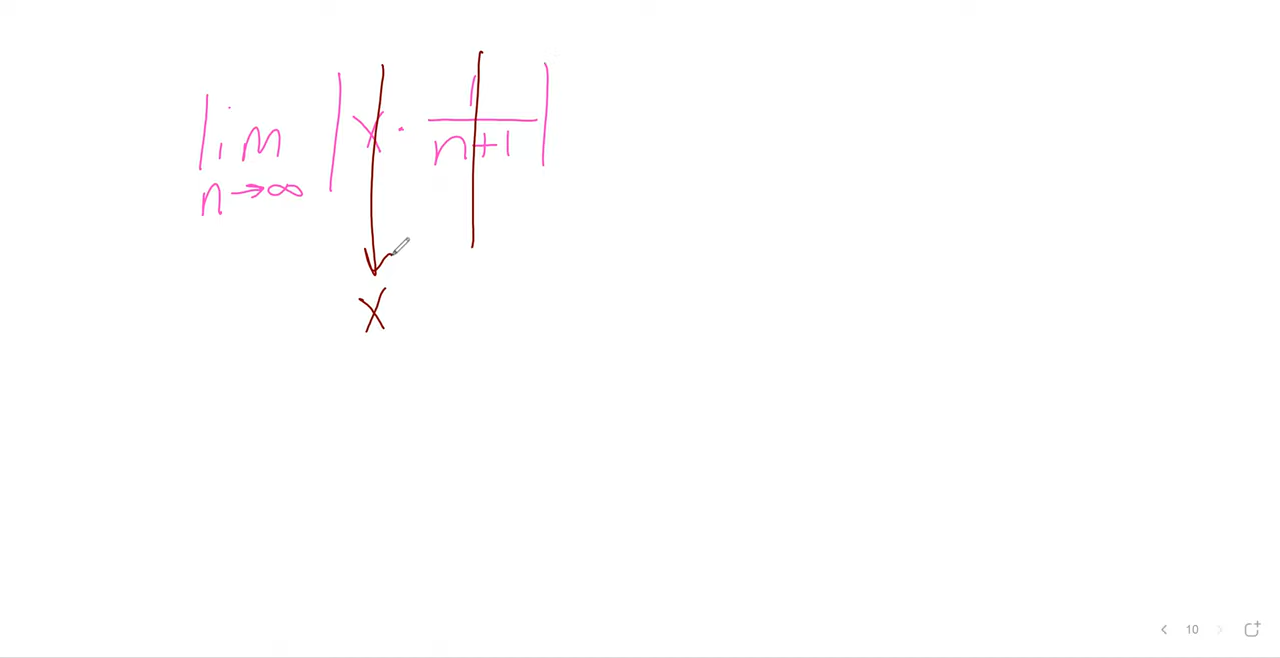 lim | x · 1/(n+1) |
n→∞
x
10